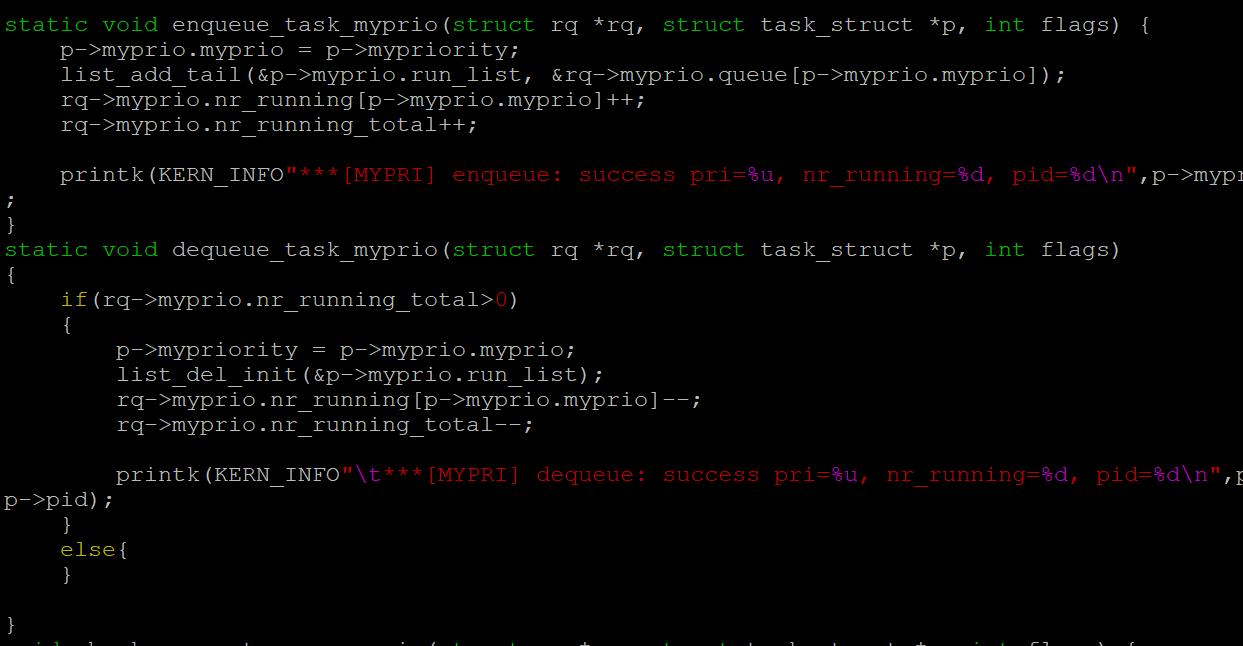 static void enqueue_task_myprio(struct rq *rq, struct task_struct *p, int flags) {
    p->myprio.myprio = p->mypriority;
    list_add_tail(&p->myprio.run_list, &rq->myprio.queue[p->myprio.myprio]);
    rq->myprio.nr_running[p->myprio.myprio]++;
    rq->myprio.nr_running_total++;

    printk(KERN_INFO"***[MYPRI] enqueue: success pri=%u, nr_running=%d, pid=%d\n",p->mypr
;
}
static void dequeue_task_myprio(struct rq *rq, struct task_struct *p, int flags)
{
    if(rq->myprio.nr_running_total>0)
    {
        p->mypriority = p->myprio.myprio;
        list_del_init(&p->myprio.run_list);
        rq->myprio.nr_running[p->myprio.myprio]--;
        rq->myprio.nr_running_total--;

        printk(KERN_INFO"\t***[MYPRI] dequeue: success pri=%u, nr_running=%d, pid=%d\n",p
p->pid);
    }
    else{
    }

}